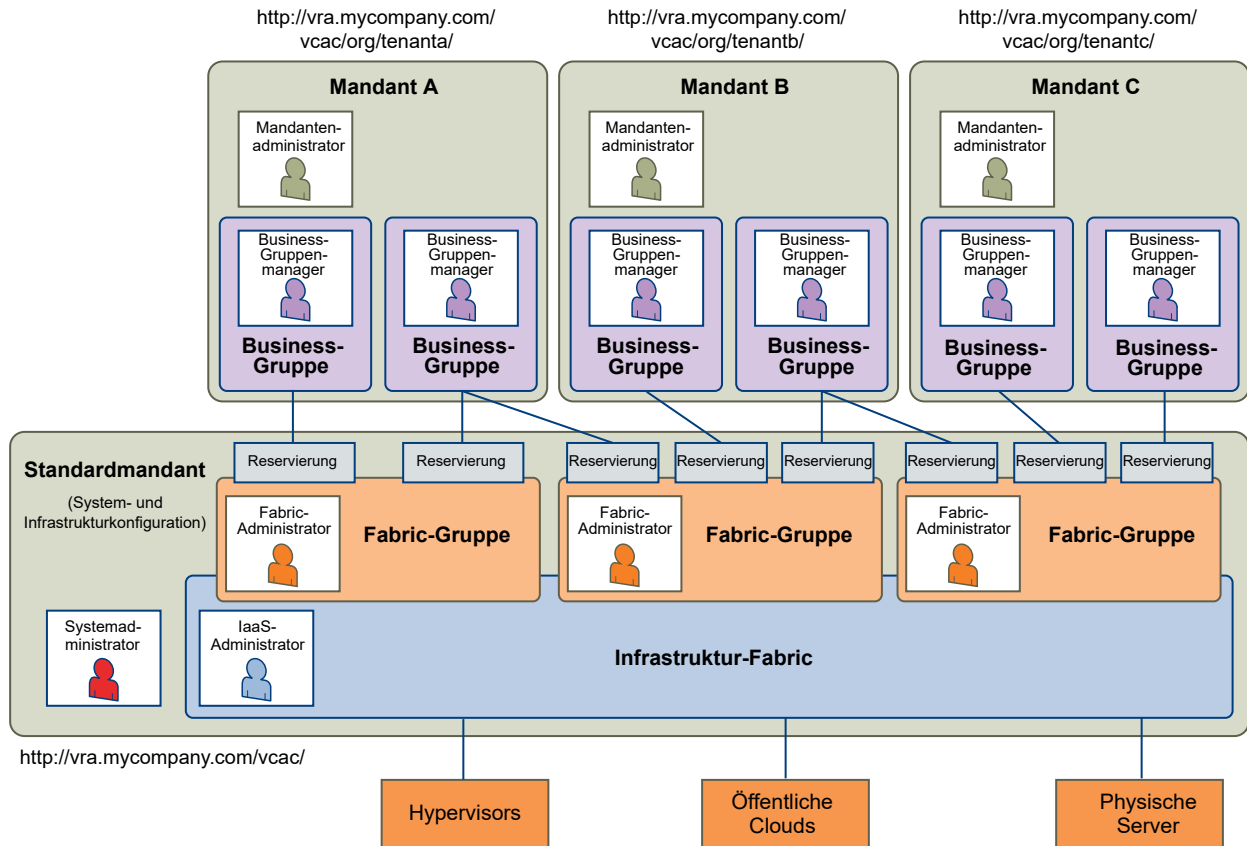 http://vra.mycompany.com/
vcac/org/tenanta/
http://vra.mycompany.com/
vcac/org/tenantb/
http://vra.mycompany.com/
vcac/org/tenantc/
Mandant A
Mandanten-
administrator
Business-
Gruppen-
manager
Business-
Gruppe
Business-
Gruppen-
manager
Business-
Gruppe
Mandant B
Mandanten-
administrator
Business-
Gruppen-
manager
Business-
Gruppe
Business-
Gruppen-
manager
Business-
Gruppe
Mandant C
Mandanten-
administrator
Business-
Gruppen-
manager
Business-
Gruppe
Business-
Gruppen-
manager
Business-
Gruppe
Standardmandant
(System- und
Infrastrukturkonfiguration)
Reservierung
Reservierung
Reservierung
Reservierung
Reservierung
Reservierung
Reservierung
Reservierung
Fabric-
Administrator
Fabric-Gruppe
Fabric-
Administrator
Fabric-Gruppe
Fabric-
Administrator
Fabric-Gruppe
Systemad-
ministrator
IaaS-
Administrator
Infrastruktur-Fabric
http://vra.mycompany.com/vcac/
Hypervisors
Öffentliche
Clouds
Physische
Server